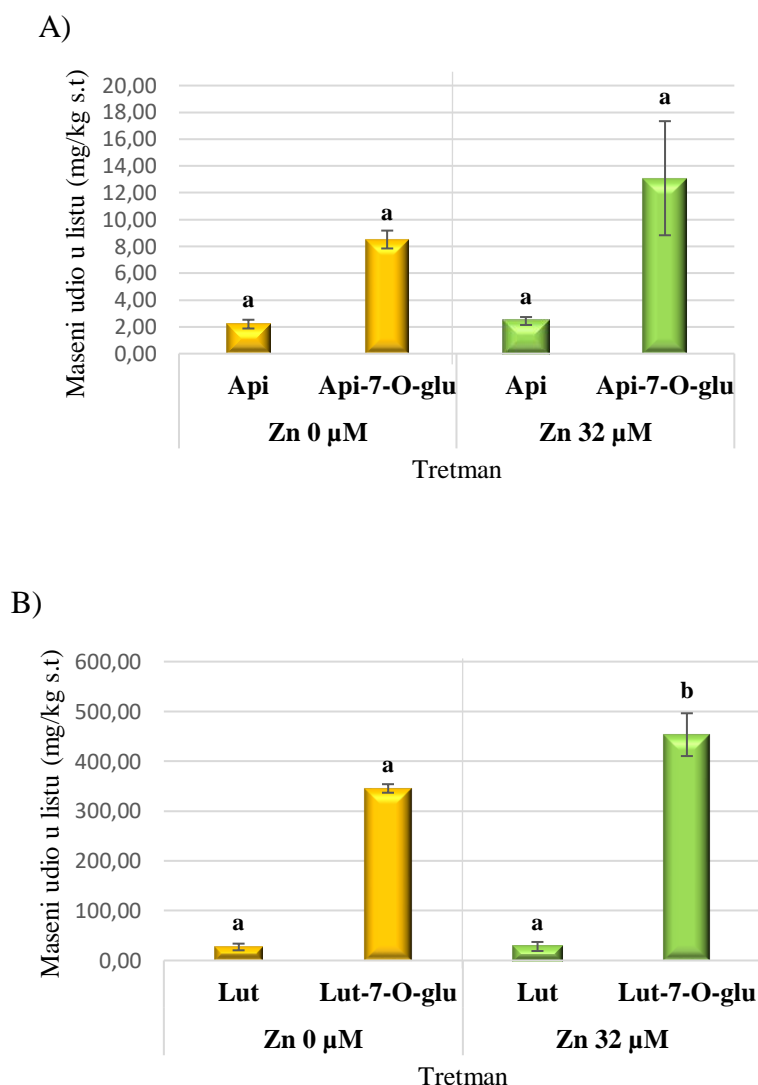 A)
Maseni udio u listu (mg/kg s.t)
20,00
18,00
16,00
14,00
12,00
10,00
8,00
6,00
4,00
2,00
0,00
a
a
a
a
Api
Api-7-O-glu
Api
Api-7-O-glu
Zn 0 µM
Zn 32 µM
Tretman
B)
Maseni udio u listu (mg/kg s.t)
600,00
500,00
400,00
300,00
200,00
100,00
0,00
a
a
a
b
Lut
Lut-7-O-glu
Lut
Lut-7-O-glu
Zn 0 µM
Zn 32 µM
Tretman